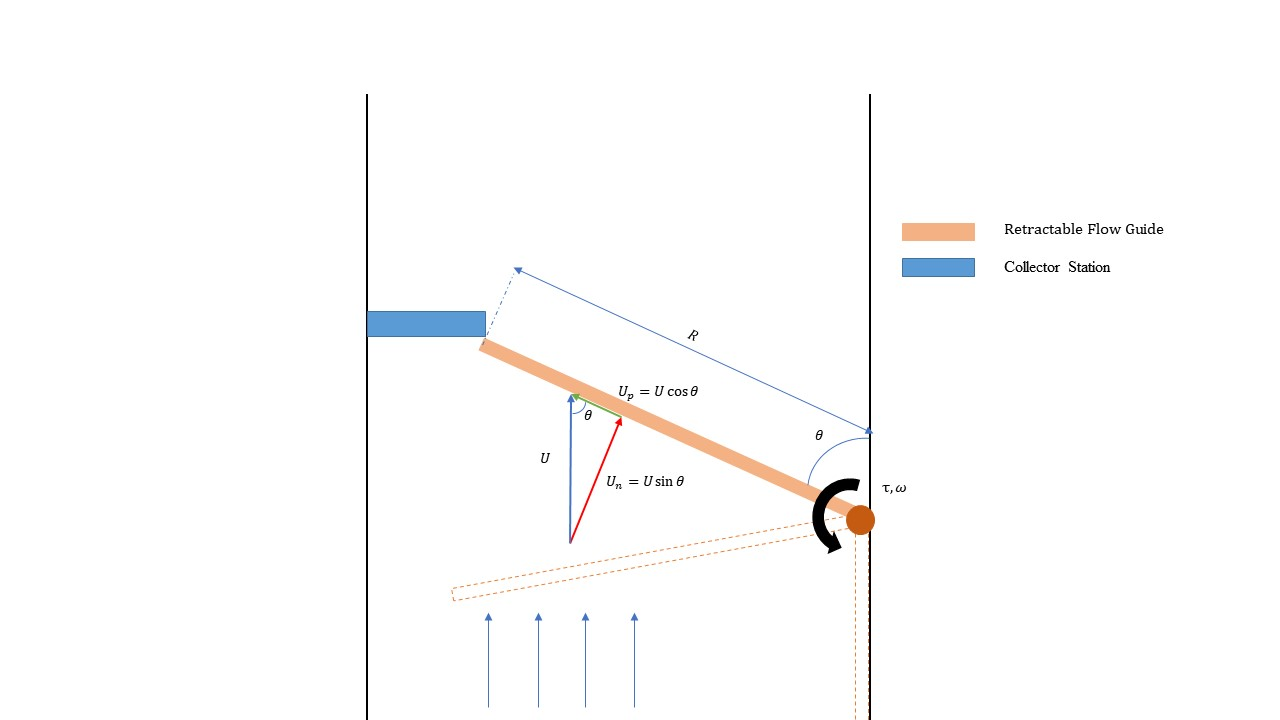 Retractable Flow Guide
Collector Station
R
U_p = U cos θ
θ
θ
U
U_n = U sin θ
τ, ω